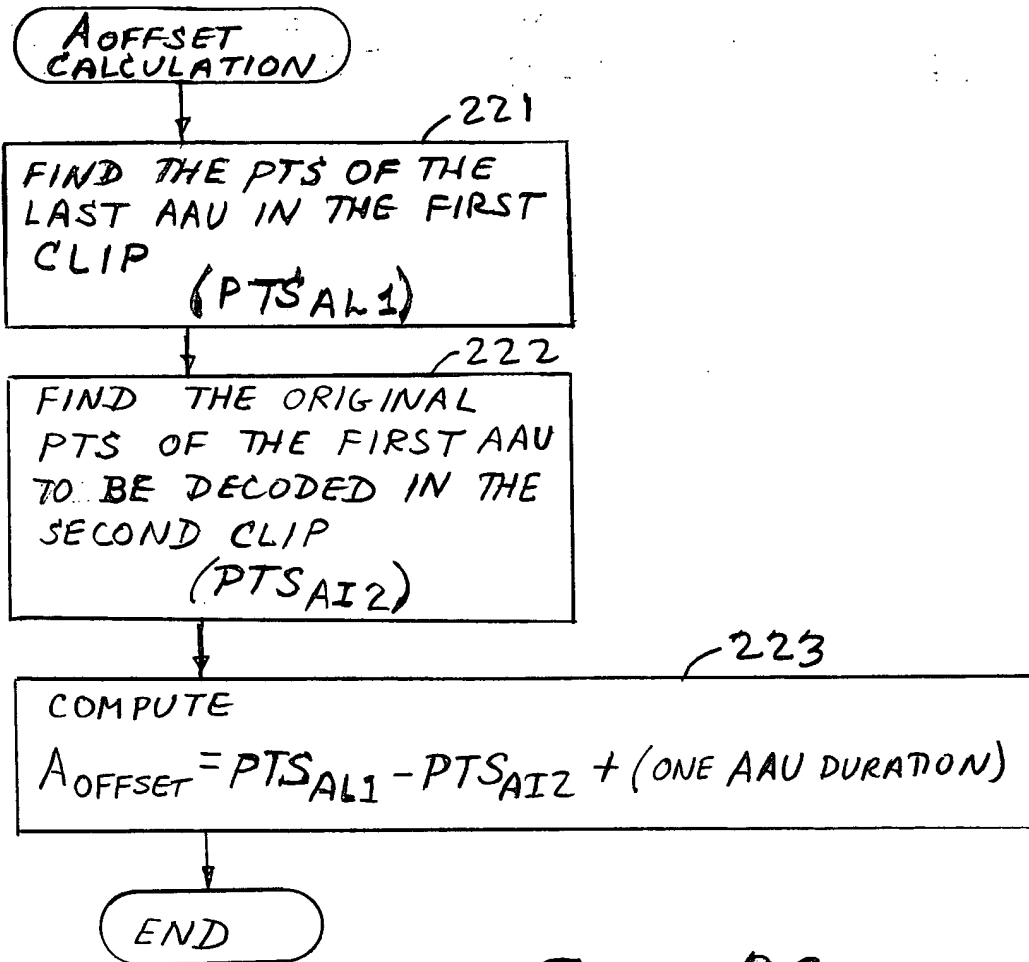 AOFFSET
CALCULATION
221
FIND THE PTS OF THE
LAST AAU IN THE FIRST
CLIP
(PTSAL1)
222
FIND THE ORIGINAL
PTS OF THE FIRST AAU
TO BE DECODED IN THE
SECOND CLIP
(PTSAI2)
223
COMPUTE
AOFFSET = PTSAL1 - PTSAI2 + (ONE AAU DURATION)
END